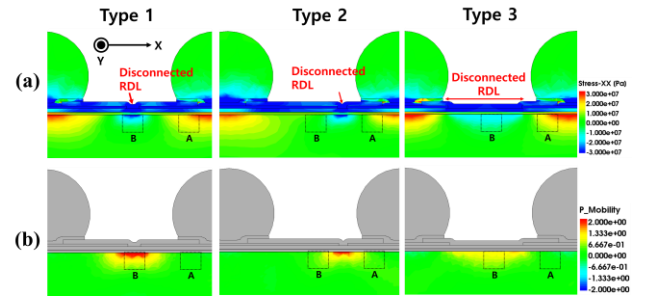 Type 1
Type 2
Type 3
Y
X
Disconnected
RDL
Disconnected
RDL
Disconnected
RDL
(a)
B
A
B
A
B
A
Stress-XX (Pa)
3.000e+07
2.000e+07
1.000e+07
0.000e+00
-1.000e+07
-2.000e+07
-3.000e+07
(b)
B
A
B
A
B
A
P_Mobility
2.000e+00
1.333e+00
6.667e-01
0.000e+00
-6.667e-01
-1.333e+00
-2.000e+00